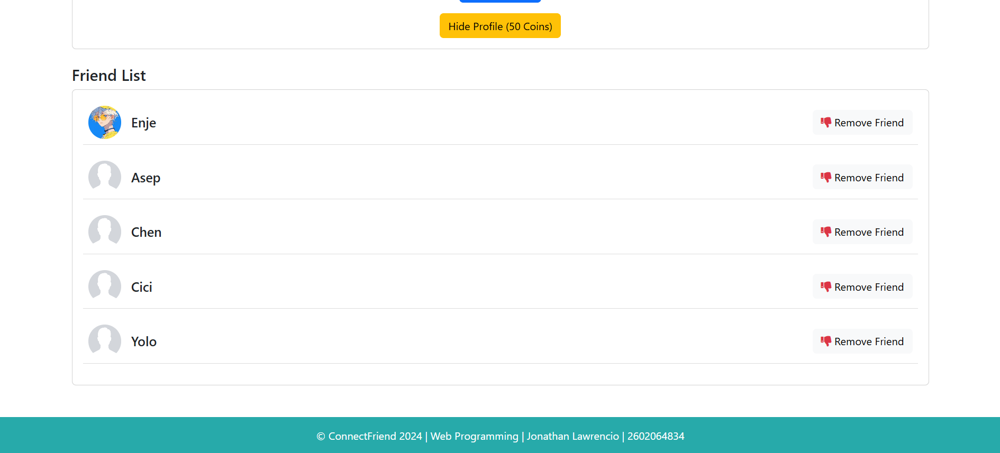 Hide Profile (50 Coins)
Friend List
Enje
Remove Friend
Asep
Remove Friend
Chen
Remove Friend
Cici
Remove Friend
Yolo
Remove Friend
© ConnectFriend 2024 | Web Programming | Jonathan Lawrencio | 2602064834